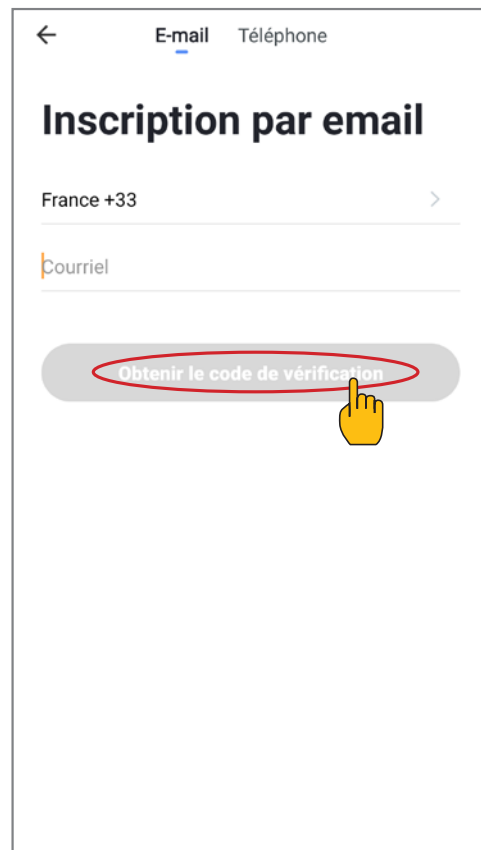 E-mail Téléphone
Inscription par email
France +33
Courriel
Obtenir le code de vérification